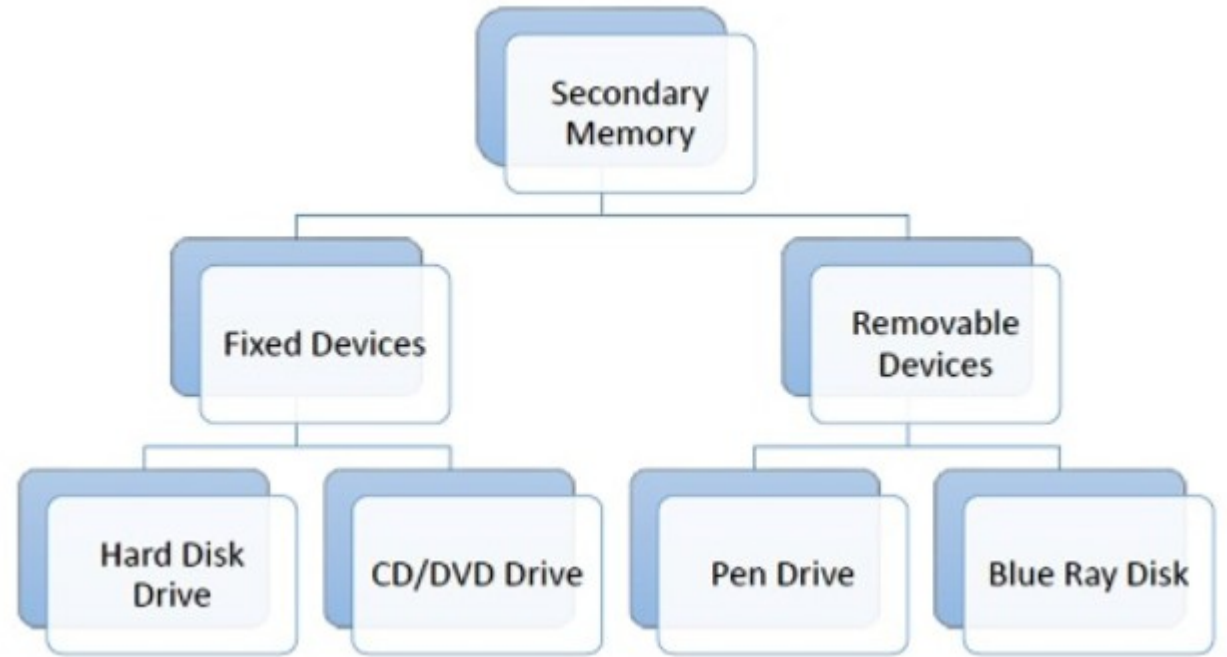 Secondary
Memory
Fixed Devices
Removable
Devices
Hard Disk
Drive
CD/DVD Drive
Pen Drive
Blue Ray Disk